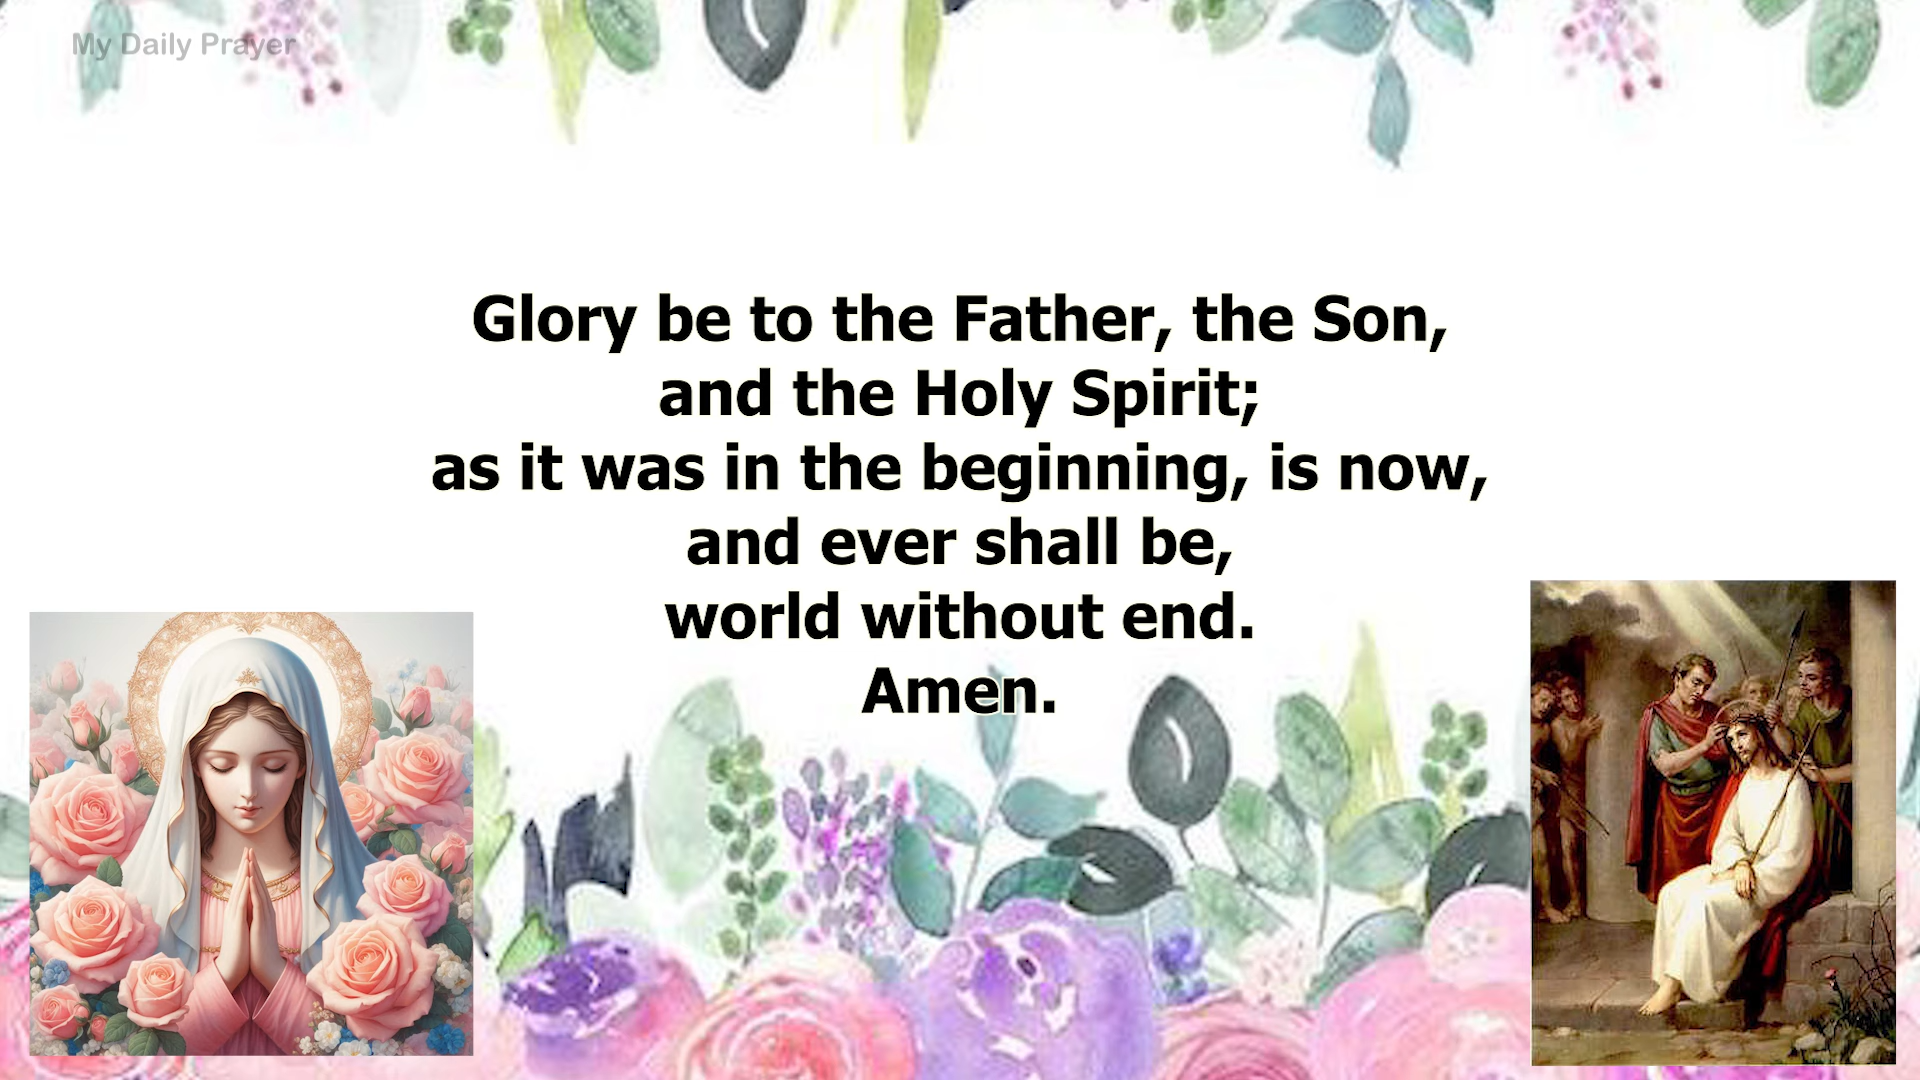 My Daily Prayer
Glory be to the Father, the Son,
and the Holy Spirit;
as it was in the beginning, is now,
and ever shall be,
world without end.
Amen.